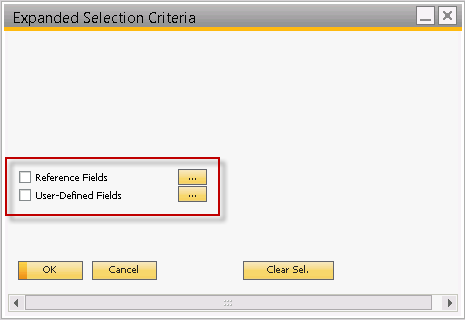 Expanded Selection Criteria
Reference Fields ...
User-Defined Fields ...
OK Cancel Clear Sel.